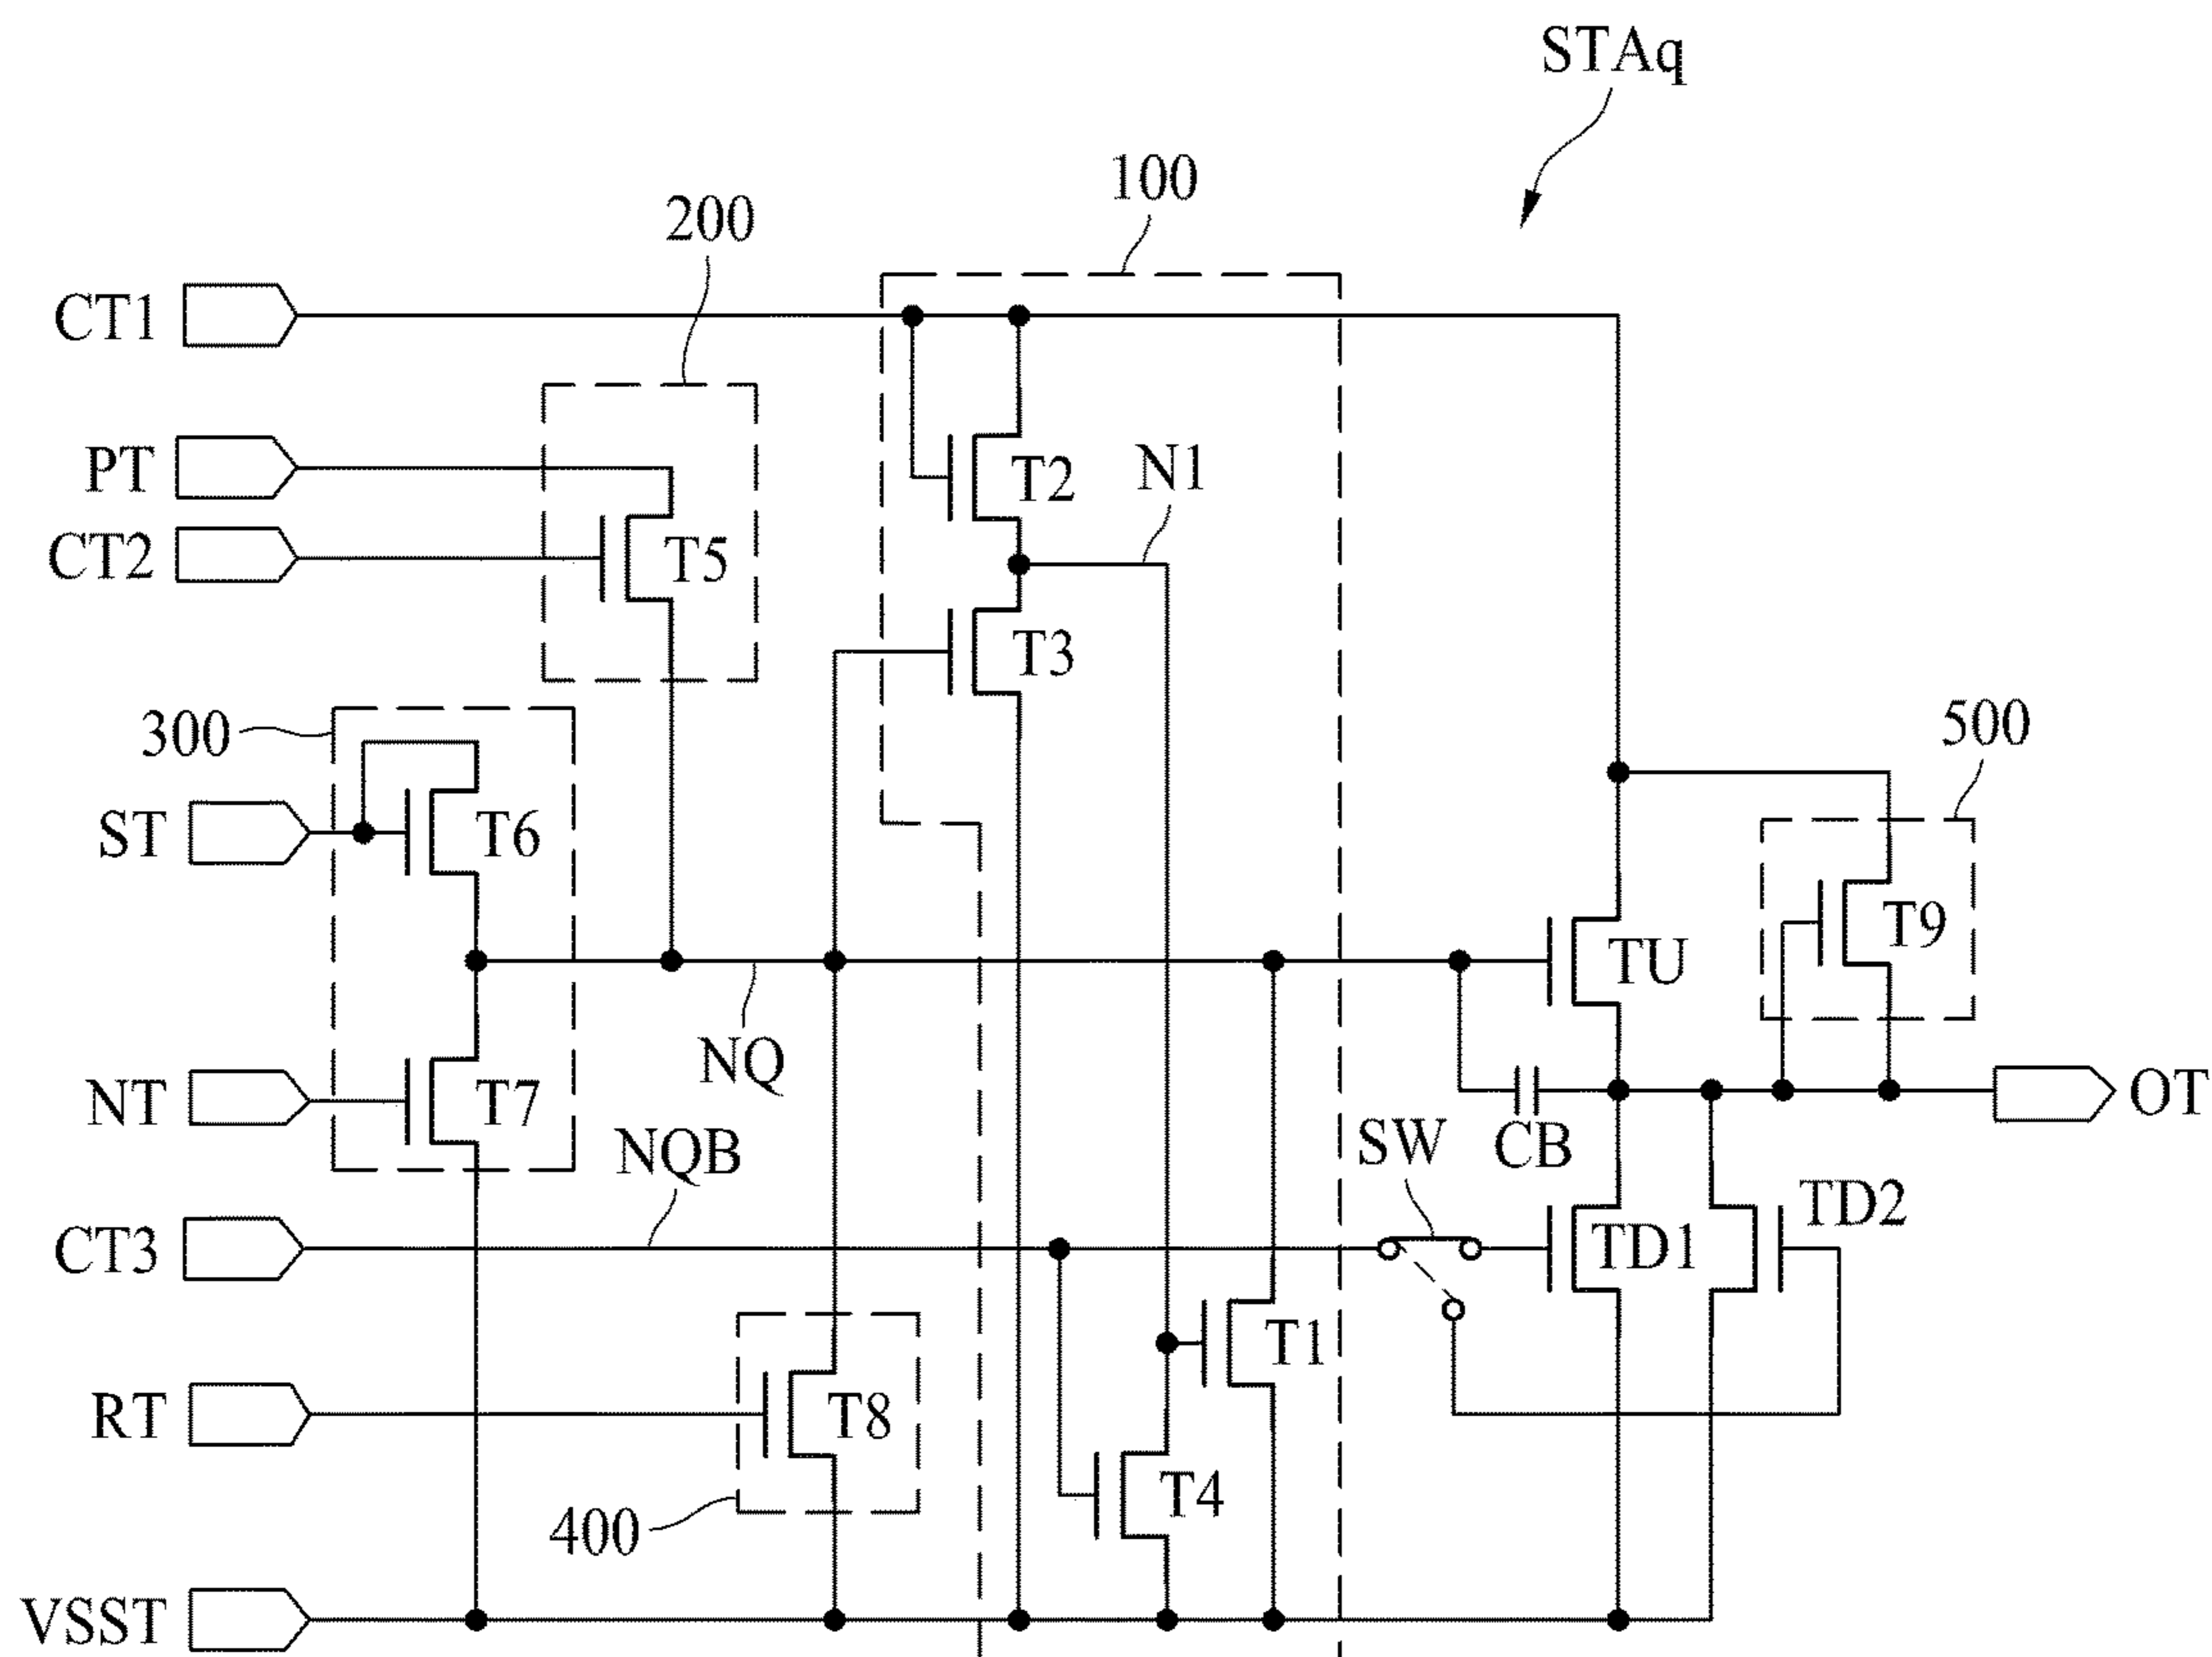 STAq
100
200
CT1
PT
T2
N1
CT2
T5
T3
300
500
ST
T6
T9
TU
NQ
NT
T7
OT
NQB
SW
CB
TD2
CT3
TD1
T1
RT
T8
T4
400
VSST